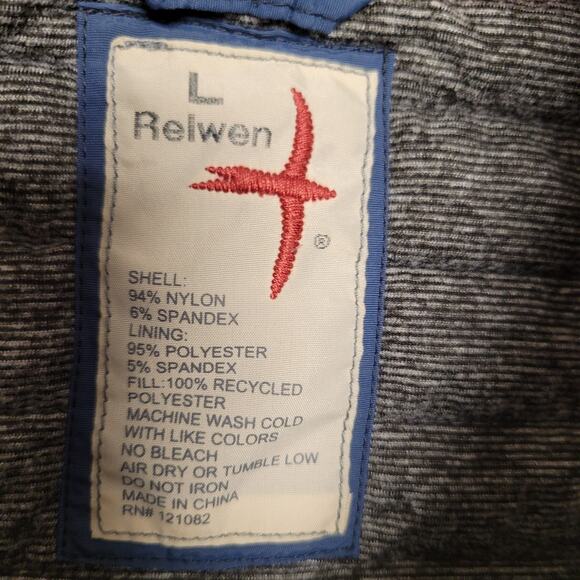 L
Relwen
®
SHELL:
94% NYLON
6% SPANDEX
LINING:
95% POLYESTER
5% SPANDEX
FILL:100% RECYCLED
POLYESTER
MACHINE WASH COLD
WITH LIKE COLORS
NO BLEACH
AIR DRY OR TUMBLE LOW
DO NOT IRON
MADE IN CHINA
RN# 121082